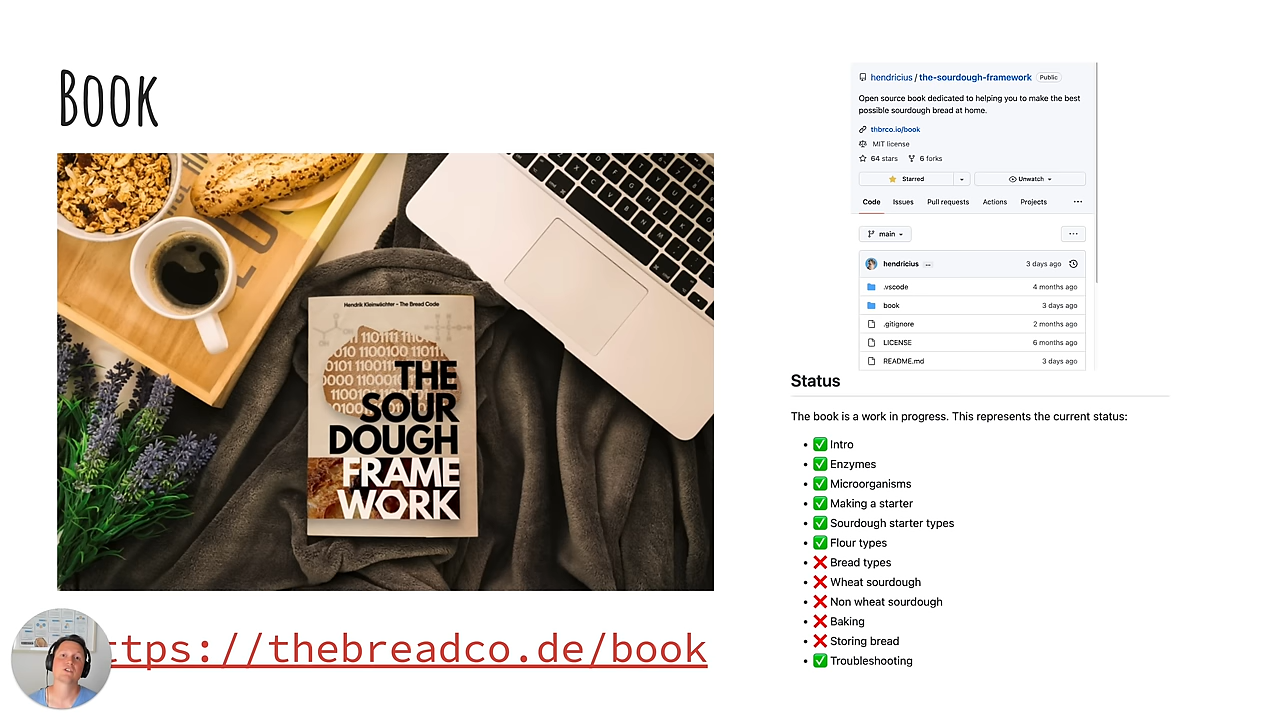 Book
Hendrik Kleinwächter - The Bread Code
THE
SOUR
DOUGH
FRAME
WORK
ttps://thebreadco.de/book
hendricius / the-sourdough-framework Public
Open source book dedicated to helping you to make the best
possible sourdough bread at home.
thbrco.io/book
MIT license
64 stars 6 forks
Starred Unwatch
Code Issues Pull requests Actions Projects ...
main ...
hendricius ... 3 days ago
.vscode 4 months ago
book 3 days ago
.gitignore 2 months ago
LICENSE 6 months ago
README.md 3 days ago
Status
The book is a work in progress. This represents the current status:
• ✅ Intro
• ✅ Enzymes
• ✅ Microorganisms
• ✅ Making a starter
• ✅ Sourdough starter types
• ✅ Flour types
• ❌ Bread types
• ❌ Wheat sourdough
• ❌ Non wheat sourdough
• ❌ Baking
• ❌ Storing bread
• ✅ Troubleshooting